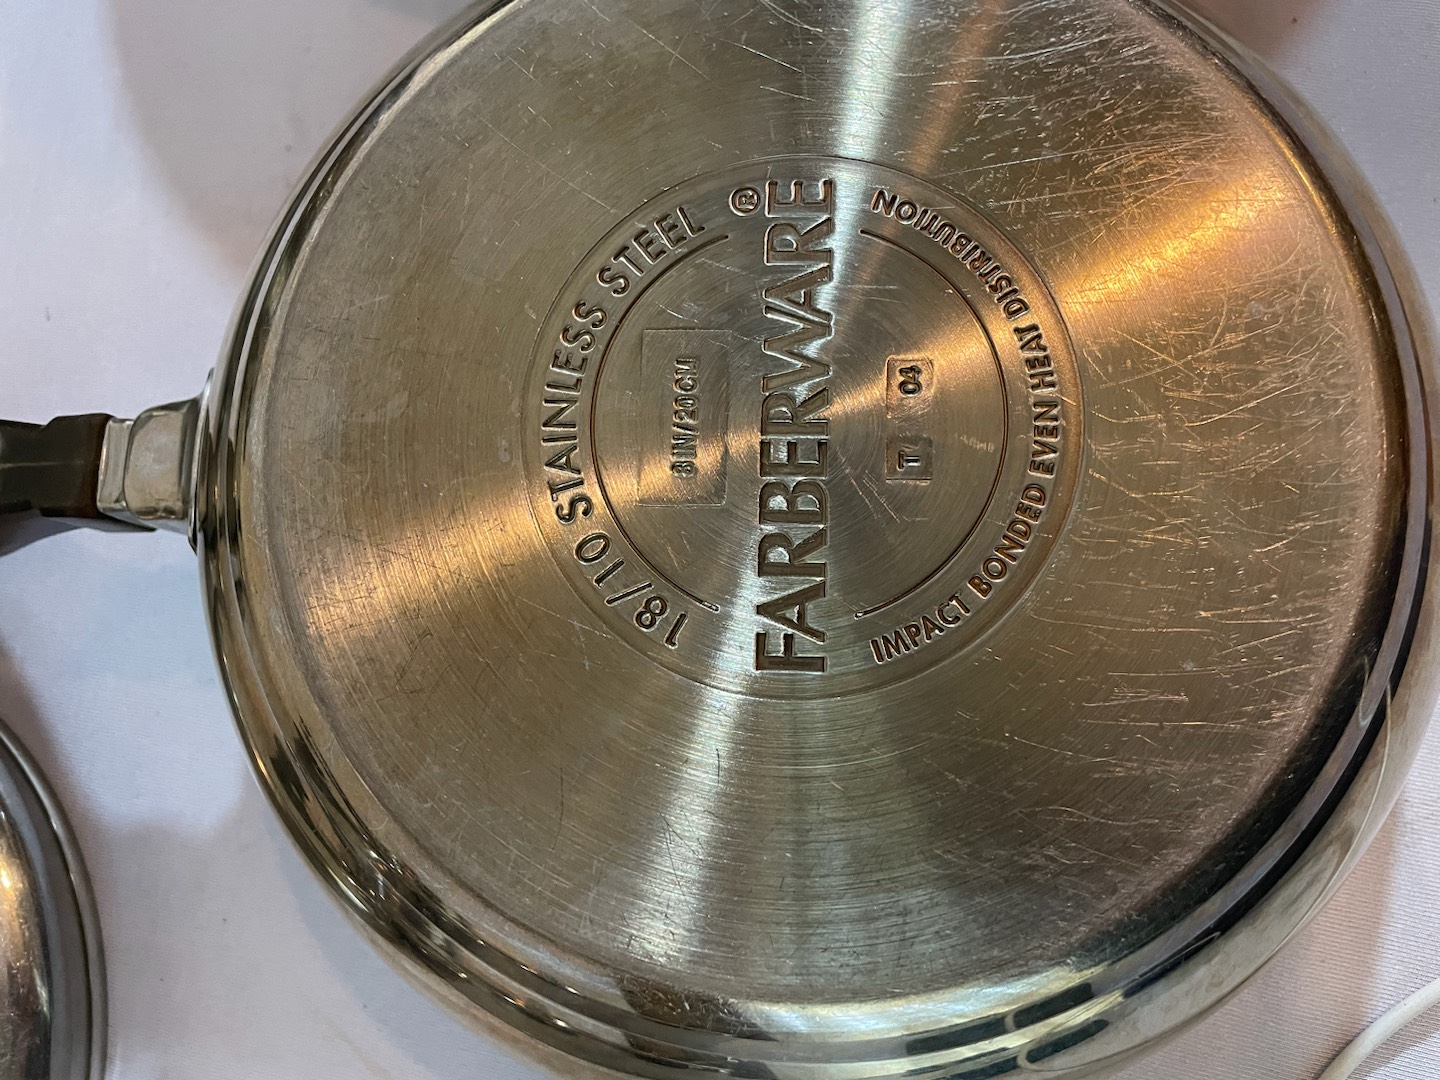 18/10 STAINLESS STEEL
8IN/20CM
FARBERWARE®
T 04
IMPACT BONDED EVEN HEAT DISTRIBUTION